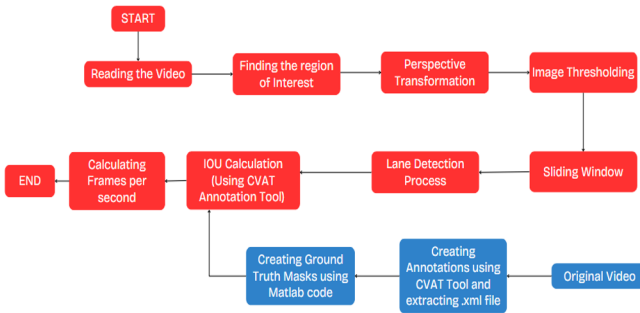 START
Reading the Video
Finding the region
of Interest
Perspective
Transformation
Image Thresholding
END
Calculating
Frames per
second
IOU Calculation
(Using CVAT
Annotation Tool)
Lane Detection
Process
Sliding Window
Creating Ground
Truth Masks using
Matlab code
Creating
Annotations using
CVAT Tool and
extracting .xml file
Original Video